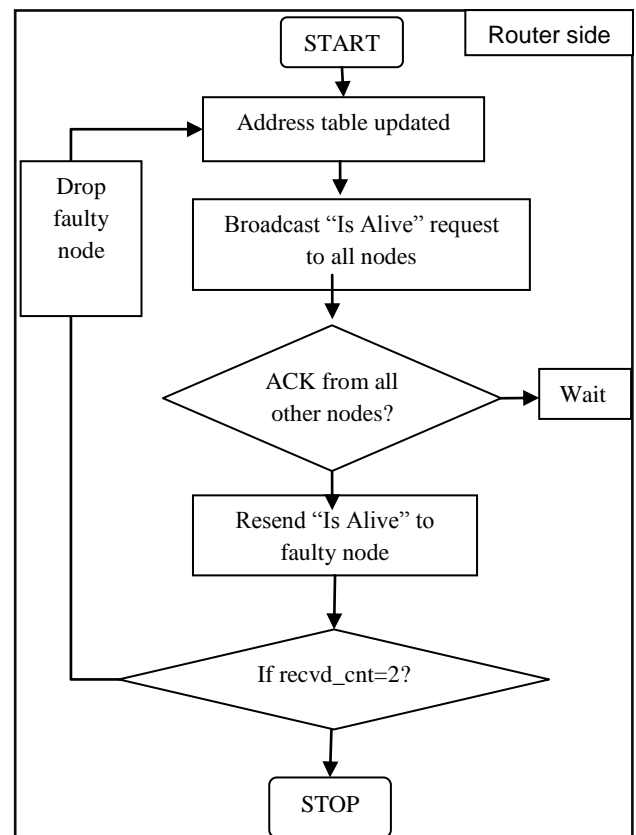 START
Router side
Address table updated
Drop
faulty
node
Broadcast “Is Alive” request
to all nodes
ACK from all
other nodes?
Wait
Resend “Is Alive” to
faulty node
If recvd_cnt=2?
STOP